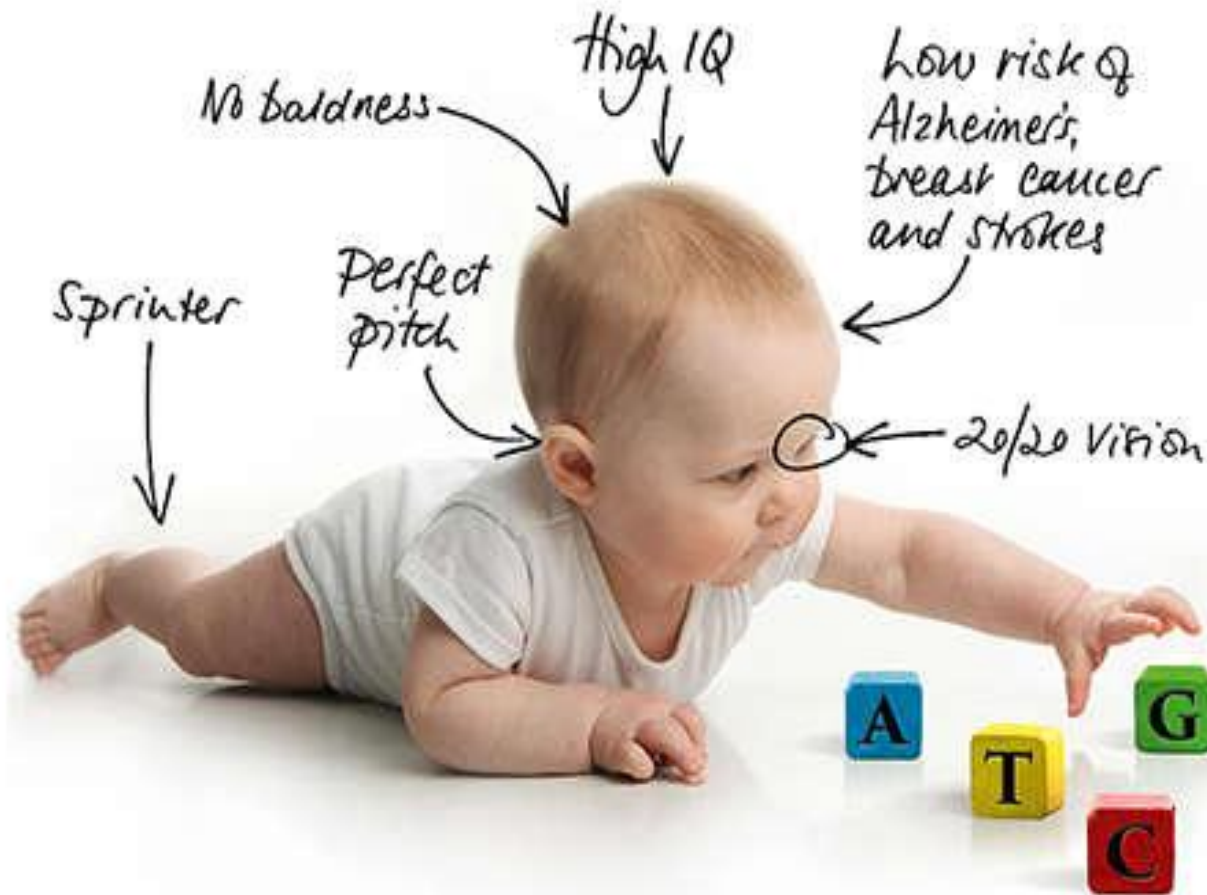 High IQ
No baldness
Low risk of
Alzheimer's,
breast cancer
and strokes
Perfect
pitch
Sprinter
20/20 Vision
A
T
G
C